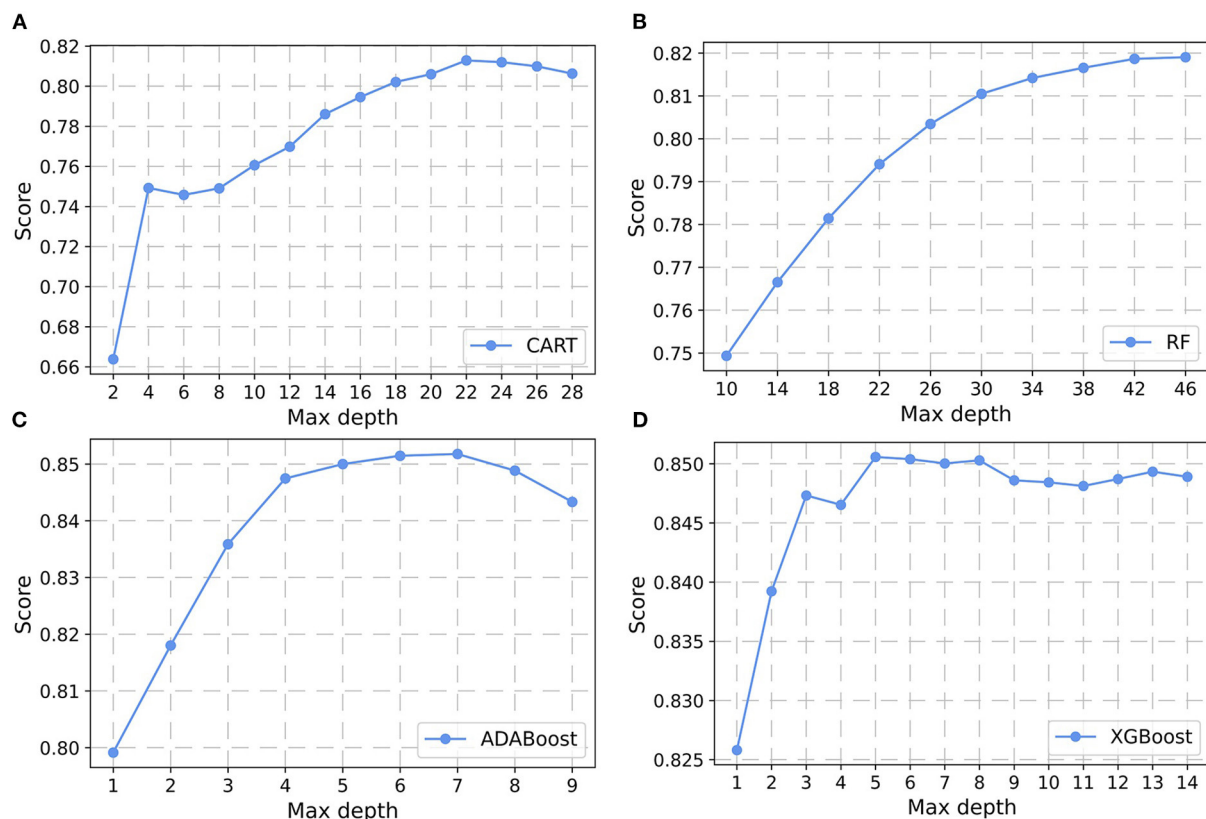 A
0.82
0.80
0.78
0.76
0.74
0.72
0.70
0.68
0.66
Score
CART
2 4 6 8 10 12 14 16 18 20 22 24 26 28
Max depth
B
0.82
0.81
0.80
0.79
0.78
0.77
0.76
0.75
Score
RF
10 14 18 22 26 30 34 38 42 46
Max depth
C
0.85
0.84
0.83
0.82
0.81
0.80
Score
ADABoost
1 2 3 4 5 6 7 8 9
Max depth
D
0.850
0.845
0.840
0.835
0.830
0.825
Score
XGBoost
1 2 3 4 5 6 7 8 9 10 11 12 13 14
Max depth